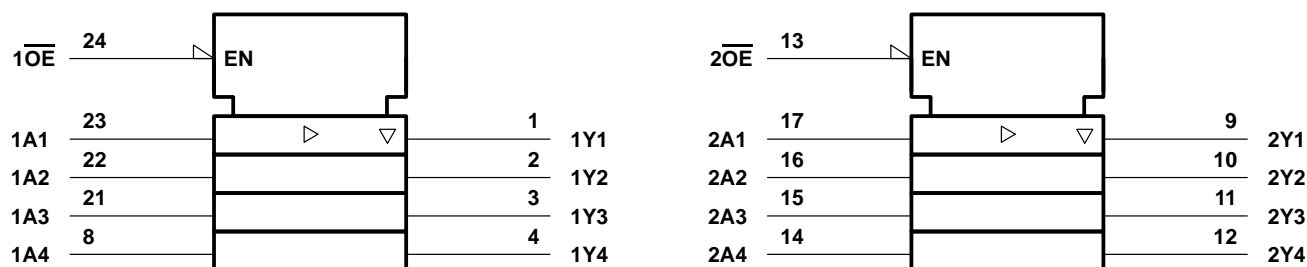 1OE 24 EN
1A1 23 1 1Y1
1A2 22 2 1Y2
1A3 21 3 1Y3
1A4 8 4 1Y4
2OE 13 EN
2A1 17 9 2Y1
2A2 16 10 2Y2
2A3 15 11 2Y3
2A4 14 12 2Y4